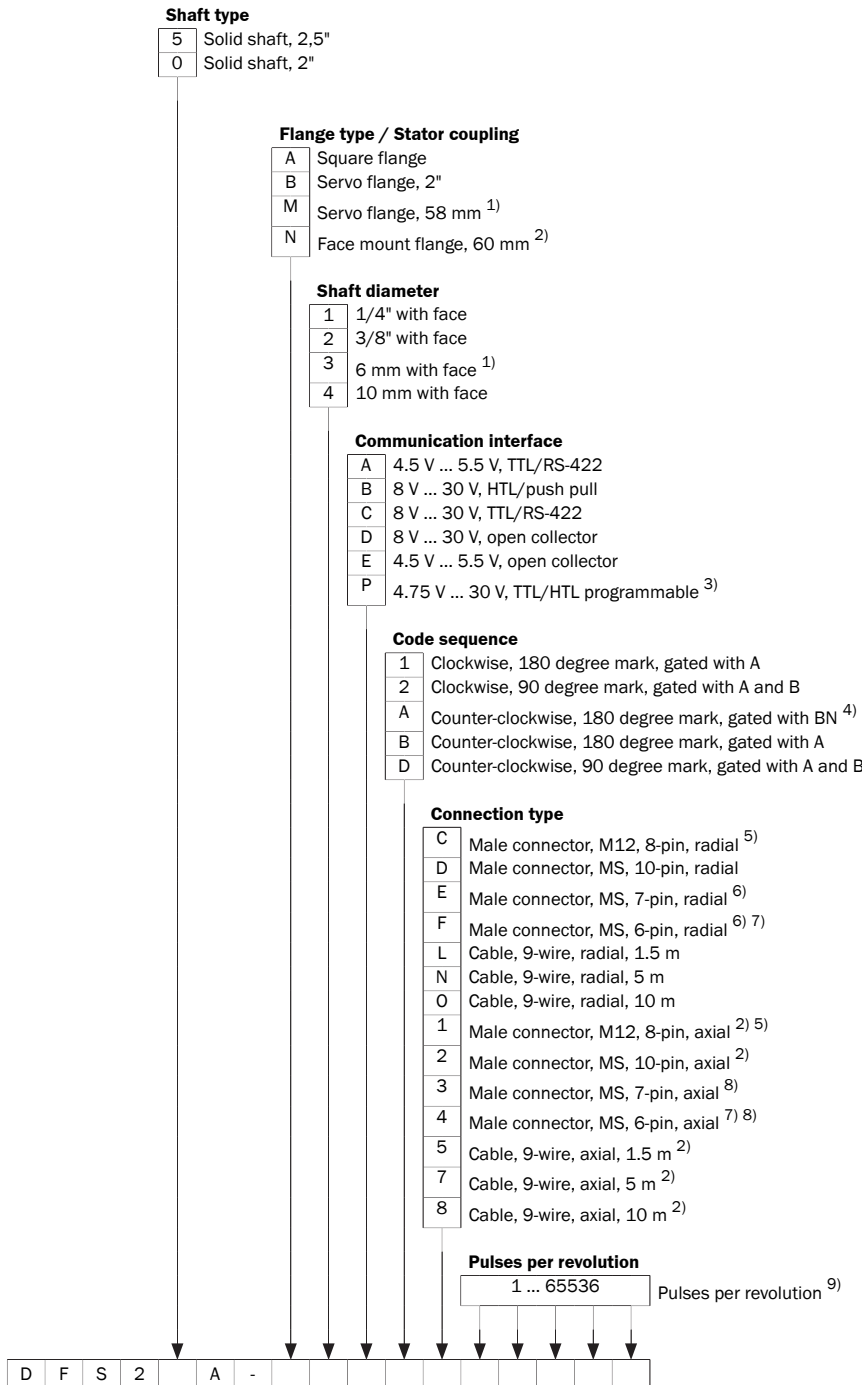 Shaft type
5 Solid shaft, 2,5"
0 Solid shaft, 2"
Flange type / Stator coupling
A Square flange
B Servo flange, 2"
M Servo flange, 58 mm 1)
N Face mount flange, 60 mm 2)
Shaft diameter
1 1/4" with face
2 3/8" with face
3 6 mm with face 1)
4 10 mm with face
Communication interface
A 4.5 V ... 5.5 V, TTL/RS-422
B 8 V ... 30 V, HTL/push pull
C 8 V ... 30 V, TTL/RS-422
D 8 V ... 30 V, open collector
E 4.5 V ... 5.5 V, open collector
P 4.75 V ... 30 V, TTL/HTL programmable 3)
Code sequence
1 Clockwise, 180 degree mark, gated with A
2 Clockwise, 90 degree mark, gated with A and B
A Counter-clockwise, 180 degree mark, gated with BN 4)
B Counter-clockwise, 180 degree mark, gated with A
D Counter-clockwise, 90 degree mark, gated with A and B
Connection type
C Male connector, M12, 8-pin, radial 5)
D Male connector, MS, 10-pin, radial
E Male connector, MS, 7-pin, radial 6)
F Male connector, MS, 6-pin, radial 6) 7)
L Cable, 9-wire, radial, 1.5 m
N Cable, 9-wire, radial, 5 m
O Cable, 9-wire, radial, 10 m
1 Male connector, M12, 8-pin, axial 2) 5)
2 Male connector, MS, 10-pin, axial 2)
3 Male connector, MS, 7-pin, axial 8)
4 Male connector, MS, 6-pin, axial 7) 8)
5 Cable, 9-wire, axial, 1.5 m 2)
7 Cable, 9-wire, axial, 5 m 2)
8 Cable, 9-wire, axial, 10 m 2)
Pulses per revolution
1 ... 65536 Pulses per revolution 9)
D F S 2 A -